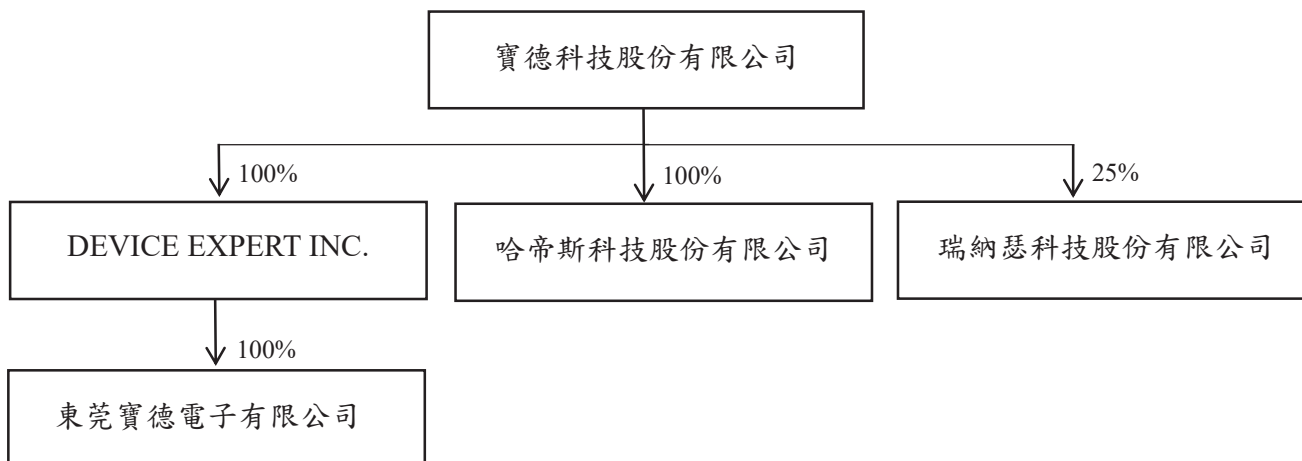 寶德科技股份有限公司
100%
100%
25%
DEVICE EXPERT INC.
哈帝斯科技股份有限公司
瑞納瑟科技股份有限公司
100%
東莞寶德電子有限公司